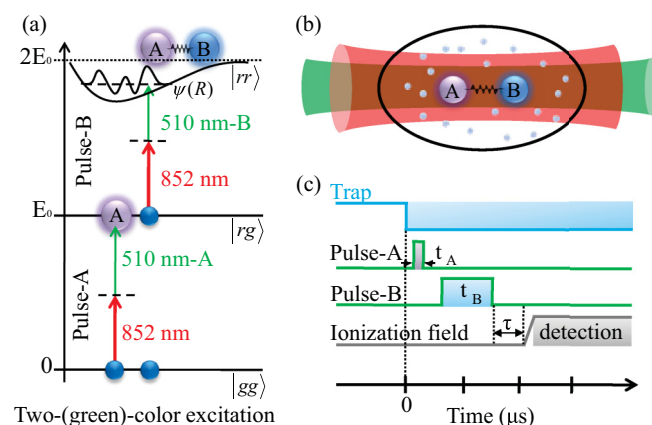 (a)
A
B
2E₀
|rr⟩
ψ(R)
510 nm-B
Pulse-B
852 nm
E₀
A
|rg⟩
510 nm-A
Pulse-A
852 nm
0
|gg⟩
Two-(green)-color excitation
(b)
A
B
(c)
Trap
Pulse-A
t_A
Pulse-B
t_B
Ionization field
τ
detection
0
Time (μs)